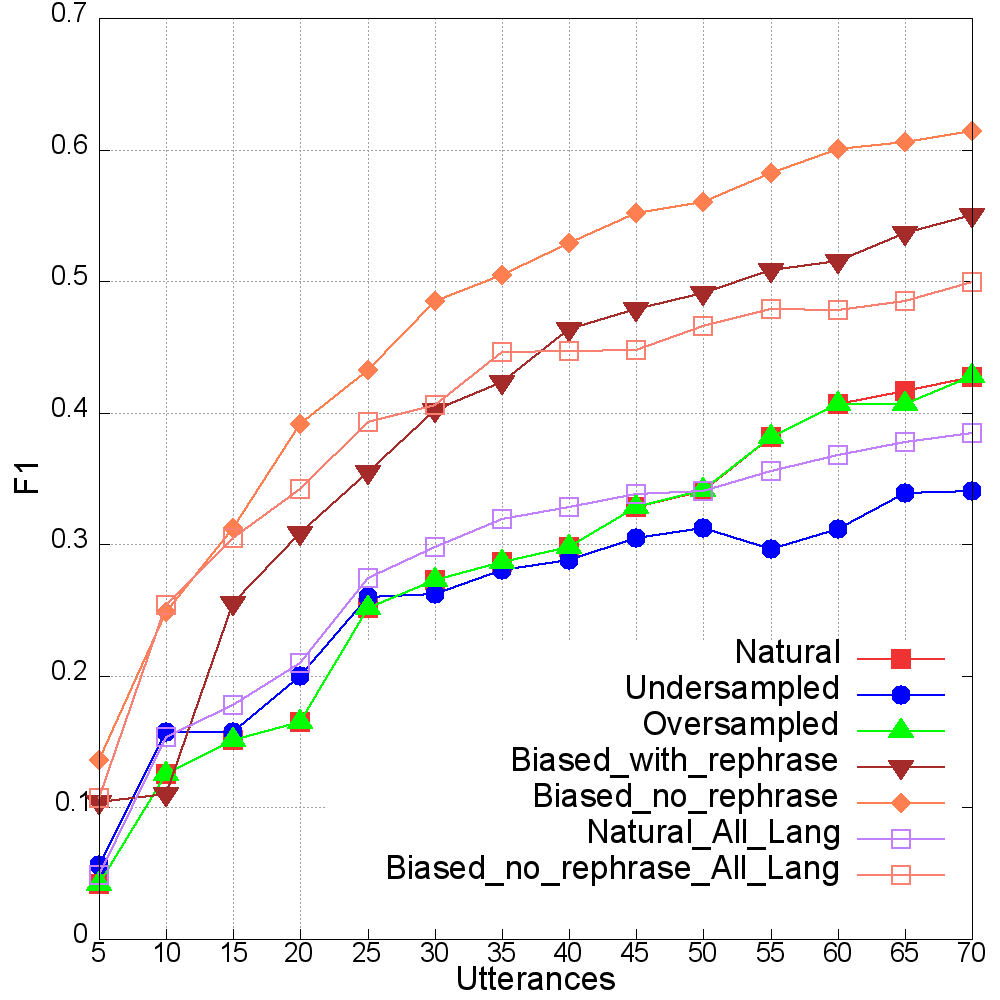 0.7
0.6
0.5
0.4
0.3
0.2
0.1
0
F1
5 10 15 20 25 30 35 40 45 50 55 60 65 70
Utterances
Natural
Undersampled
Oversampled
Biased_with_rephrase
Biased_no_rephrase
Natural_All_Lang
Biased_no_rephrase_All_Lang